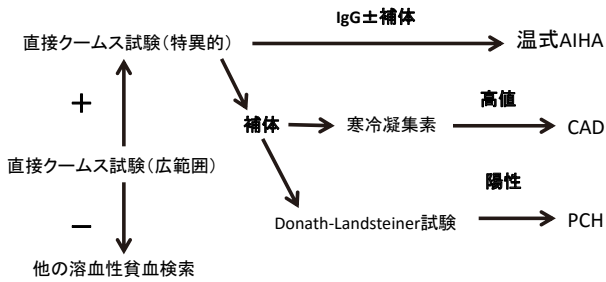 IgG±補体
直接クームス試験（特異的）
温式AIHA
＋
補体
寒冷凝集素
高値
CAD
直接クームス試験（広範囲）
陽性
－
Donath-Landsteiner試験
PCH
他の溶血性貧血検索